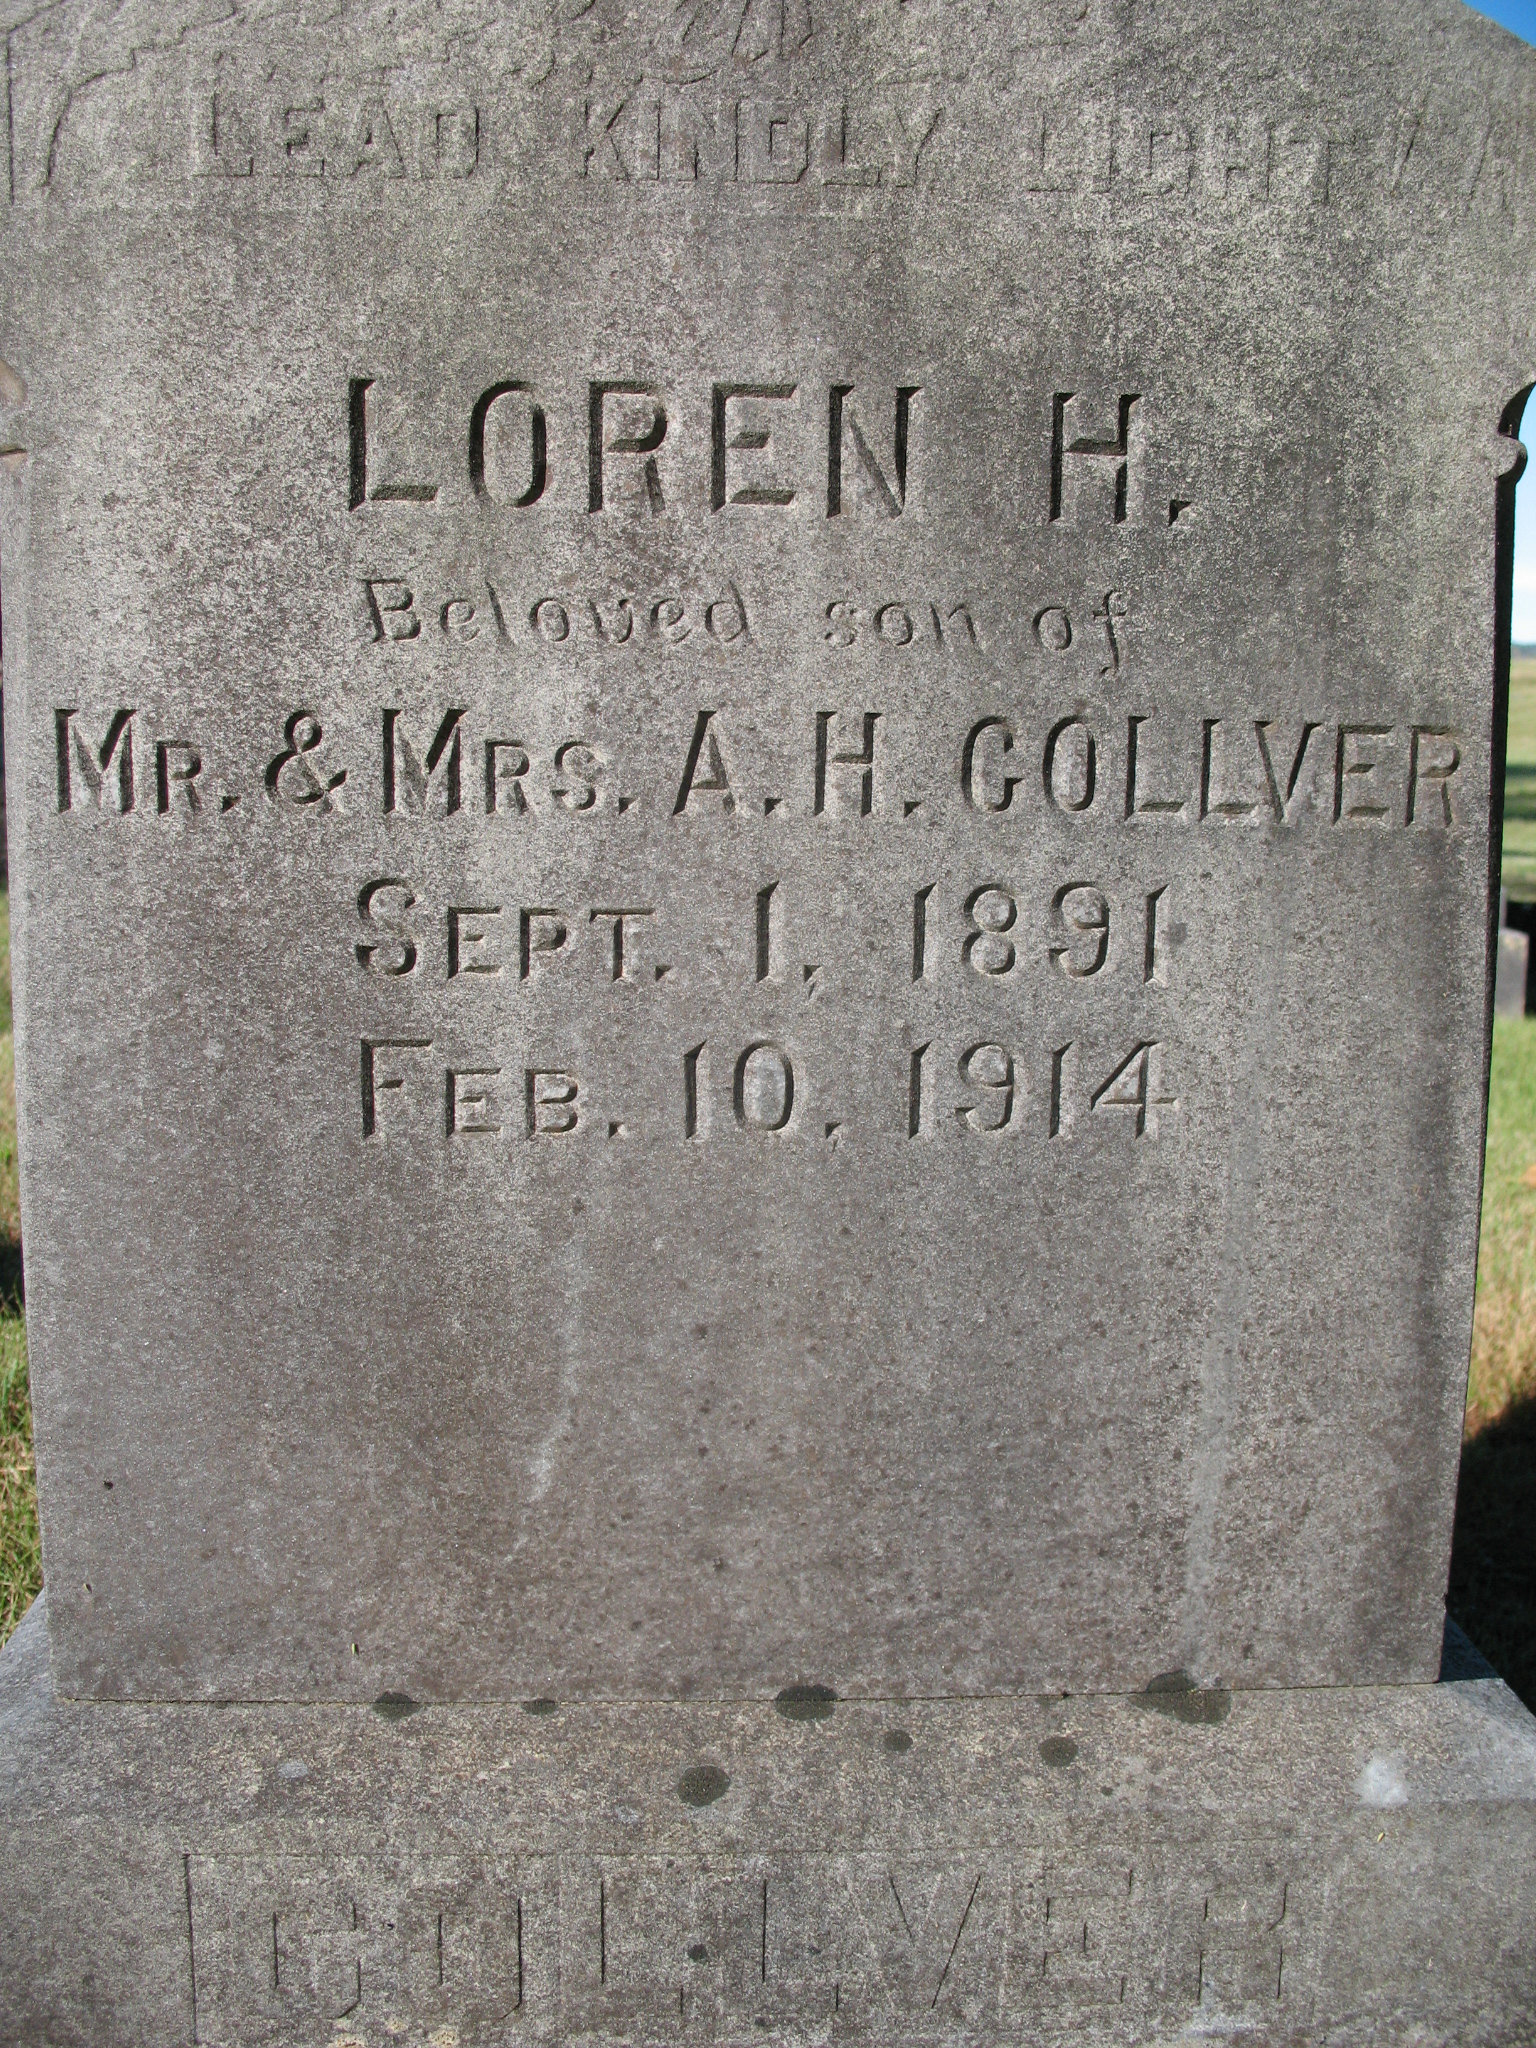 LEAD KINDLY LIGHT
LOREN H.
Beloved son of
MR. & MRS. A. H. COLLVER
SEPT. 1, 1891
FEB. 10, 1914
COLLVER